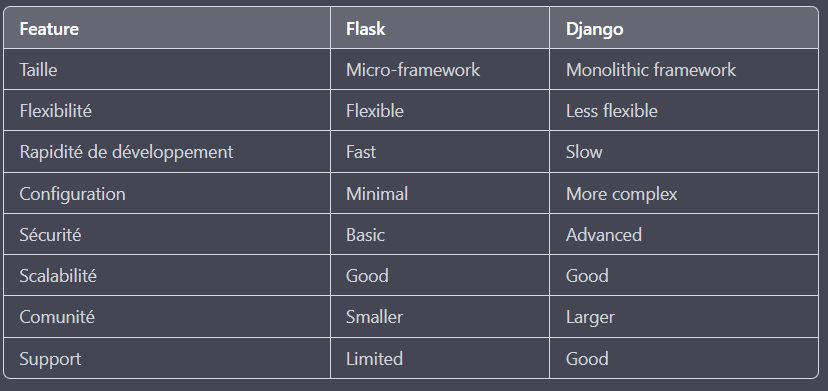 Feature Flask Django
Taille Micro-framework Monolithic framework
Flexibilité Flexible Less flexible
Rapidité de développement Fast Slow
Configuration Minimal More complex
Sécurité Basic Advanced
Scalabilité Good Good
Comunité Smaller Larger
Support Limited Good